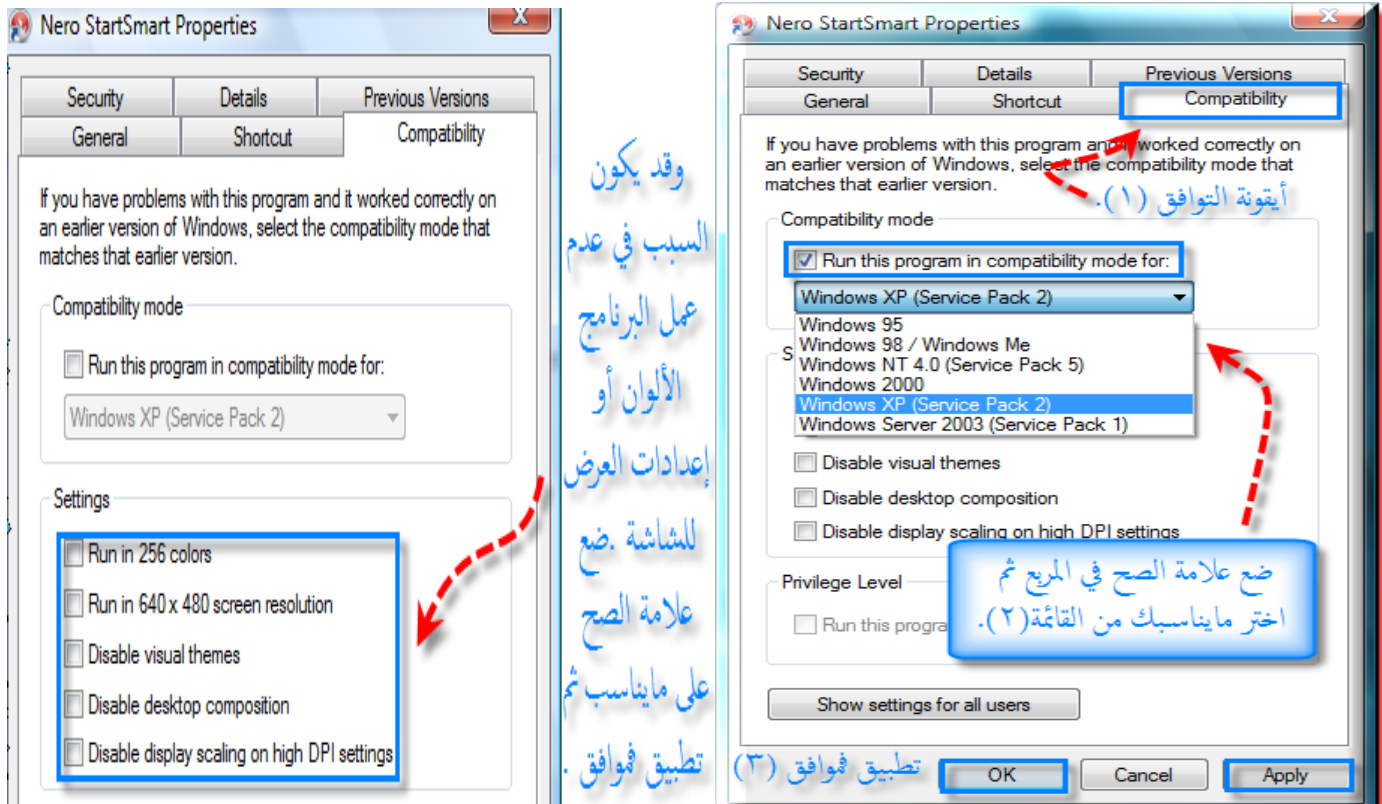 Nero StartSmart Properties
Security Details Previous Versions
General Shortcut Compatibility
If you have problems with this program and it worked correctly on
an earlier version of Windows, select the compatibility mode that
matches that earlier version.
Compatibility mode
Run this program in compatibility mode for:
Windows XP (Service Pack 2)
Settings
Run in 256 colors
Run in 640 x 480 screen resolution
Disable visual themes
Disable desktop composition
Disable display scaling on high DPI settings
وقد يكون
السبب في عدم
عمل البرنامج
الألوان أو
إعدادات العرض
للشاشة .ضع
علامة الصح
على مايناسب ثم
تطبيق فموافق .
Nero StartSmart Properties
Security Details Previous Versions
General Shortcut Compatibility
If you have problems with this program and it worked correctly on
an earlier version of Windows, select the compatibility mode that
matches that earlier version.
أيقونة التوافق (١).
Compatibility mode
Run this program in compatibility mode for:
Windows XP (Service Pack 2)
Windows 95
Windows 98 / Windows Me
Windows NT 4.0 (Service Pack 5)
Windows 2000
Windows XP (Service Pack 2)
Windows Server 2003 (Service Pack 1)
Disable visual themes
Disable desktop composition
Disable display scaling on high DPI settings
ضع علامة الصح في المربع ثم
اختر مايناسبك من القائمة(٢).
Privilege Level
Run this
Show settings for all users
تطبيق فموافق (٣)
OK Cancel Apply